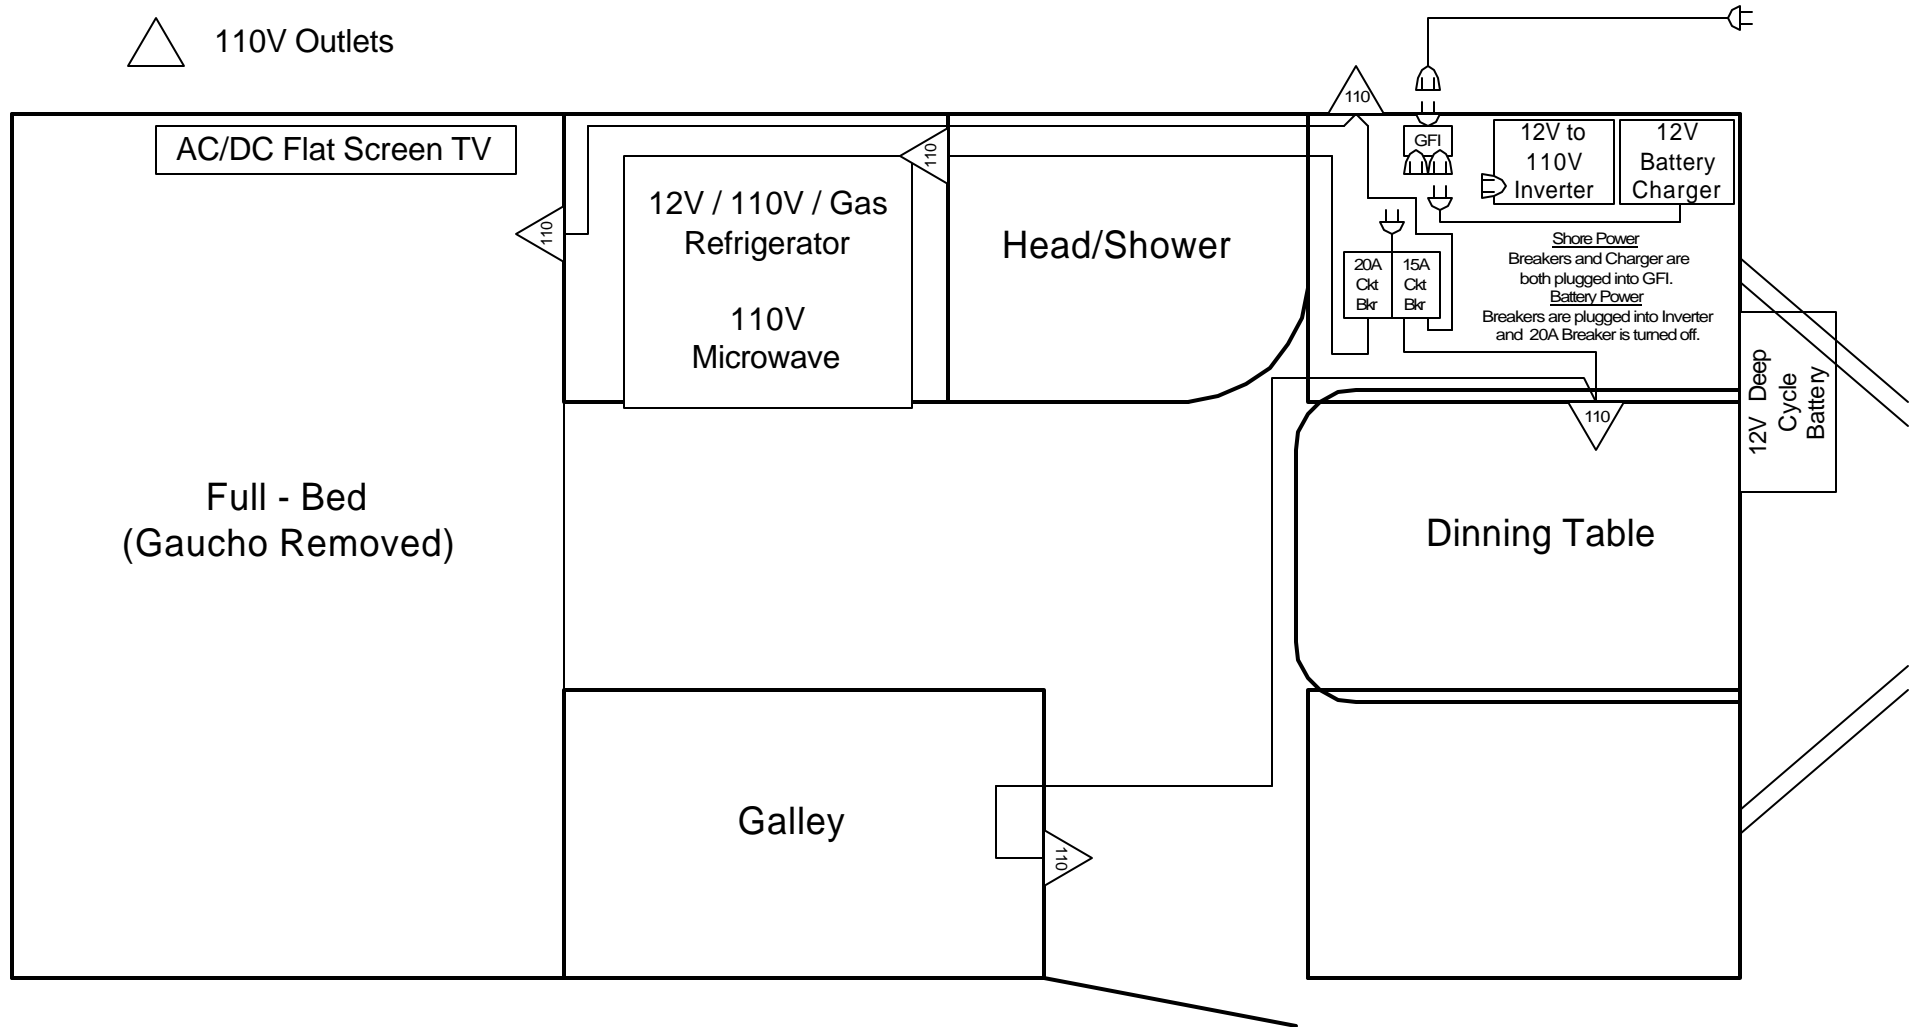 110V Outlets
AC/DC Flat Screen TV
110
110
110
12V / 110V / Gas
Refrigerator
110V
Microwave
Head/Shower
GFI
12V to
110V
Inverter
12V
Battery
Charger
20A
Ckt
Bkr
15A
Ckt
Bkr
Shore Power
Breakers and Charger are
both plugged into GFI.
Battery Power
Breakers are plugged into Inverter
and 20A Breaker is turned off.
12V Deep
Cycle
Battery
110
Full - Bed
(Gaucho Removed)
Dinning Table
Galley
110